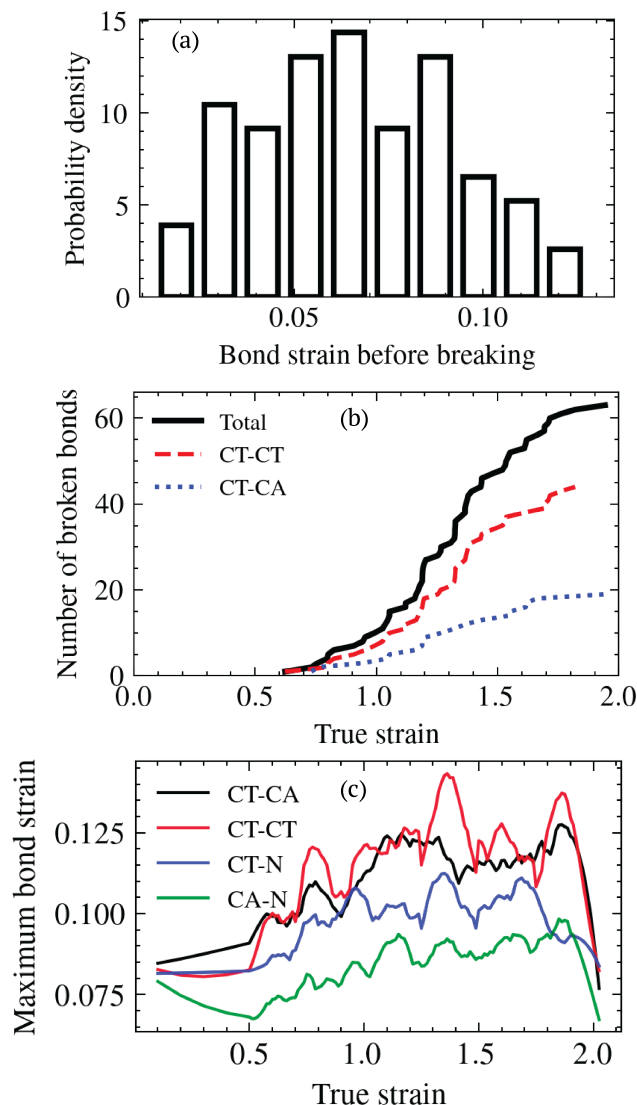 (a)
Probability density
15
10
5
0
0.05
0.10
Bond strain before breaking
(b)
Number of broken bonds
Total
CT-CT
CT-CA
60
40
20
0
0.0
0.5
1.0
1.5
2.0
True strain
(c)
Maximum bond strain
CT-CA
CT-CT
CT-N
CA-N
0.125
0.100
0.075
0.5
1.0
1.5
2.0
True strain